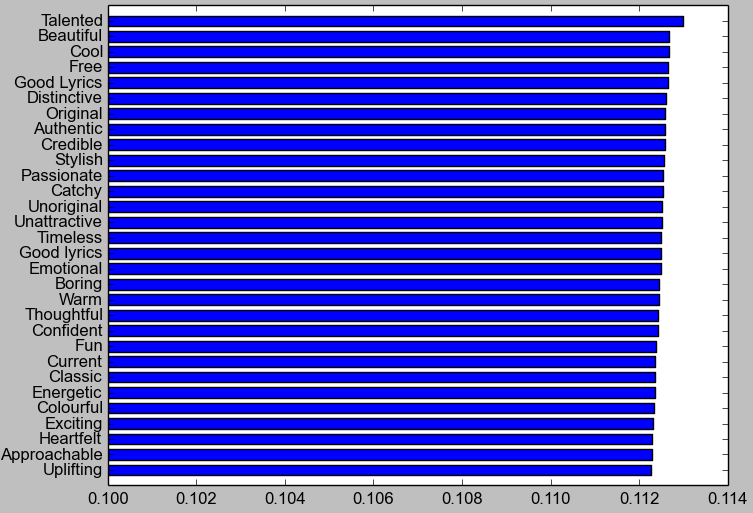 Talented
Beautiful
Cool
Free
Good Lyrics
Distinctive
Original
Authentic
Credible
Stylish
Passionate
Catchy
Unoriginal
Unattractive
Timeless
Good lyrics
Emotional
Boring
Warm
Thoughtful
Confident
Fun
Current
Classic
Energetic
Colourful
Exciting
Heartfelt
Approachable
Uplifting
0.100 0.102 0.104 0.106 0.108 0.110 0.112 0.114